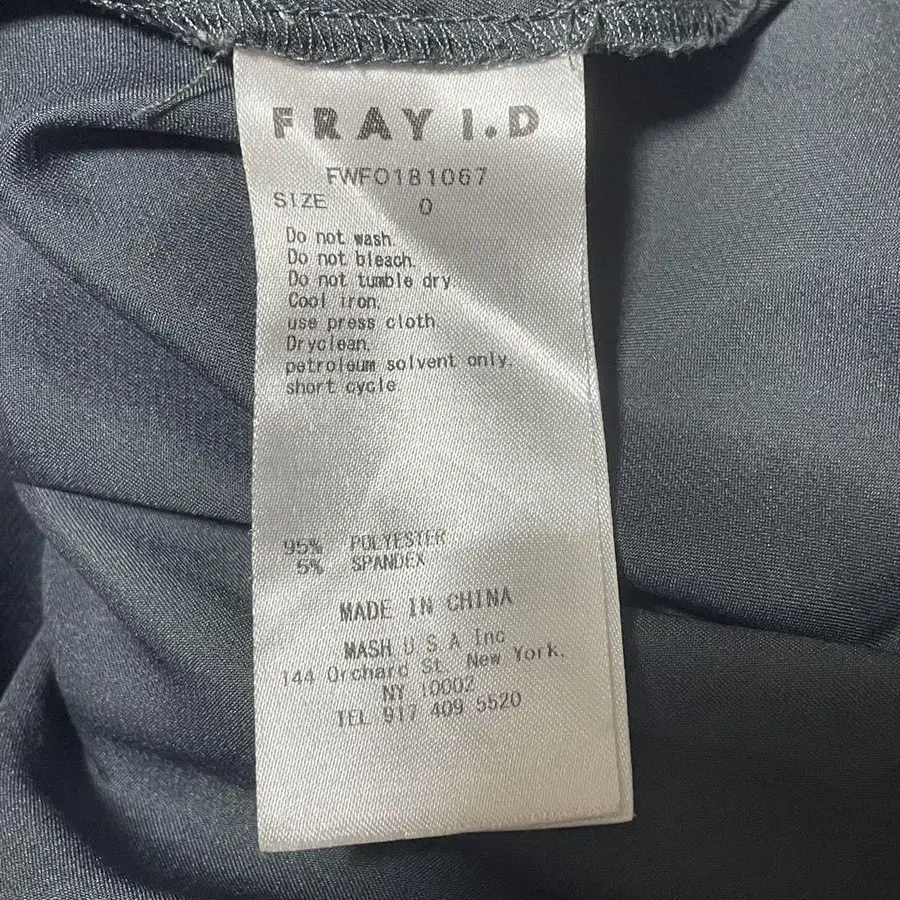 FRAY I.D
FWFO181067
SIZE 0
Do not wash.
Do not bleach.
Do not tumble dry.
Cool iron.
use press cloth.
Dryclean.
petroleum solvent only.
short cycle
95% POLYESTER
5% SPANDEX
MADE IN CHINA
MASH U S A Inc
144 Orchard St. New York.
NY 10002
TEL 917 409 5520